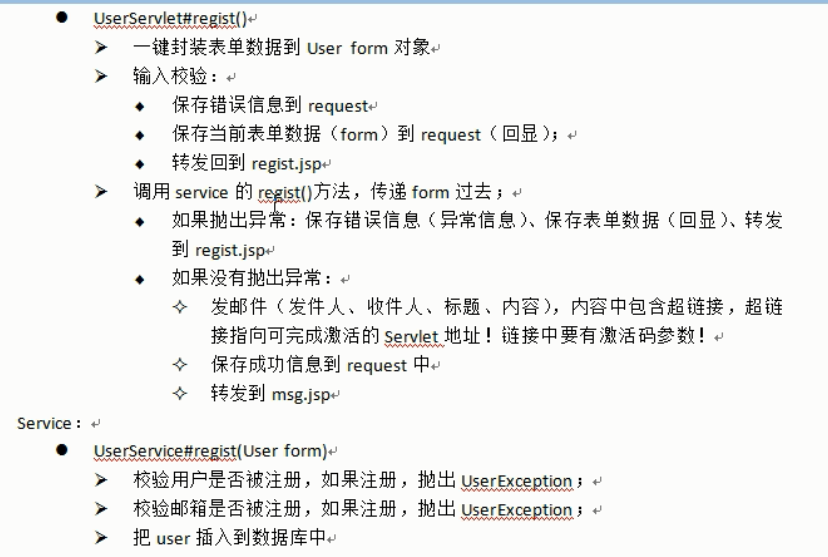 ● UserServlet#regist()
➢ 一键封装表单数据到 User form 对象
➢ 输入校验：
◆ 保存错误信息到 request
◆ 保存当前表单数据（form）到 request（回显）；
◆ 转发回到 regist.jsp
➢ 调用 service 的 regist()方法，传递 form 过去；
◆ 如果抛出异常：保存错误信息（异常信息）、保存表单数据（回显）、转发
到 regist.jsp
◆ 如果没有抛出异常：
✧ 发邮件（发件人、收件人、标题、内容），内容中包含超链接，超链
接指向可完成激活的 Servlet 地址！链接中要有激活码参数！
✧ 保存成功信息到 request 中
✧ 转发到 msg.jsp
Service：
● UserService#regist(User form)
➢ 校验用户是否被注册，如果注册，抛出 UserException；
➢ 校验邮箱是否被注册，如果注册，抛出 UserException；
➢ 把 user 插入到数据库中